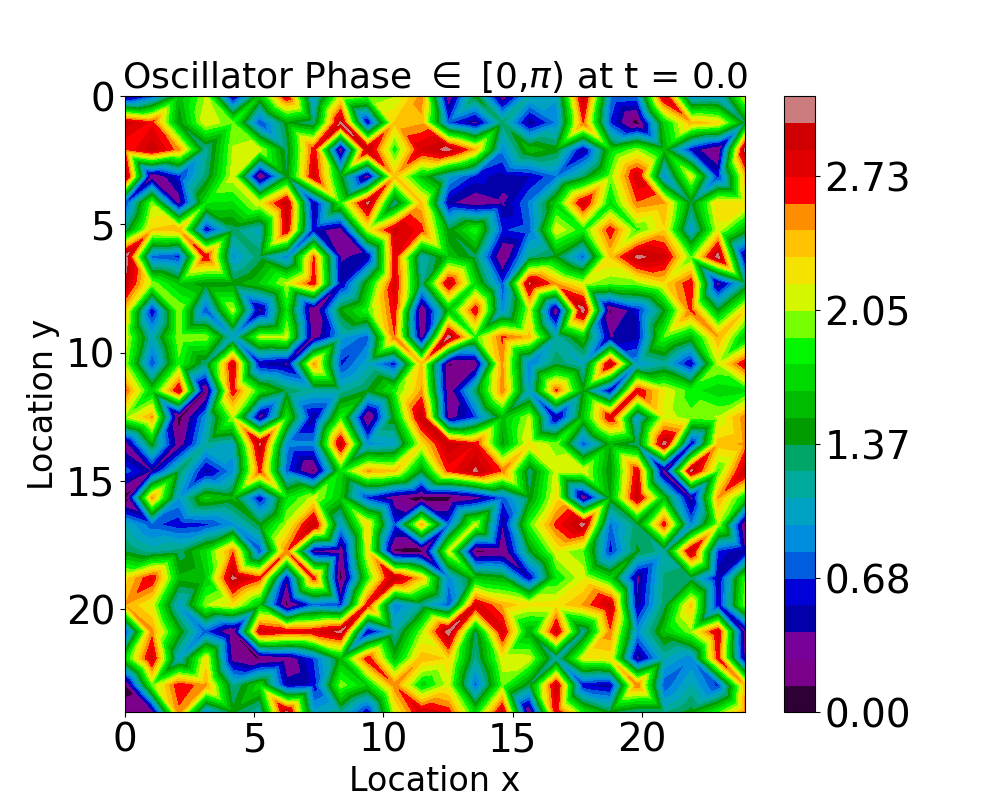 Oscillator Phase ∈ [0,π) at t = 0.0
0
5
10
15
20
Location y
0 5 10 15 20
Location x
2.73
2.05
1.37
0.68
0.00